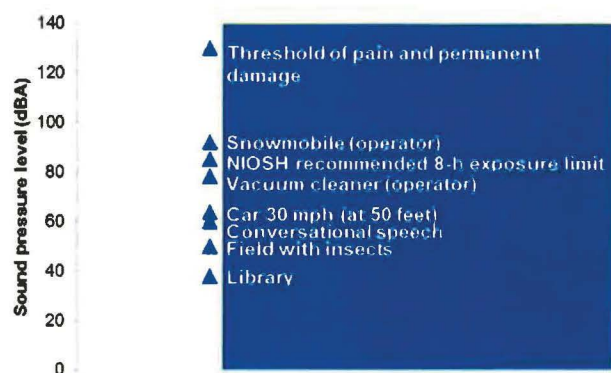 Sound pressure level (dBA)
140
120
100
80
60
40
20
0
Threshold of pain and permanent
damage
Snowmobile (operator)
NIOSH recommended 8-h exposure limit
Vacuum cleaner (operator)
Car 30 mph (at 50 feet)
Conversational speech
Field with insects
Library